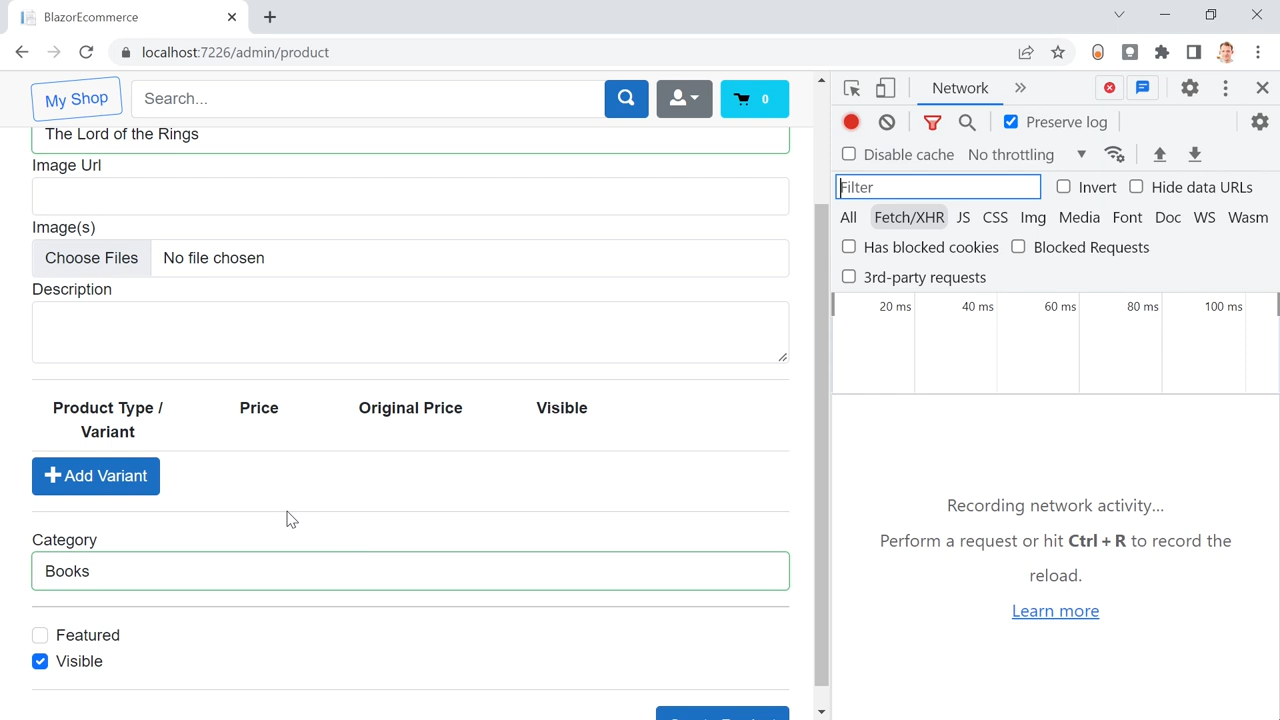 BlazorEcommerce
localhost:7226/admin/product
My Shop
Search...
0
The Lord of the Rings
Image Url
Image(s)
Choose Files No file chosen
Description
Product Type / Variant Price Original Price Visible
Add Variant
Category
Books
Featured
Visible
Network
Preserve log
Disable cache No throttling
Filter Invert Hide data URLs
All Fetch/XHR JS CSS Img Media Font Doc WS Wasm
Has blocked cookies Blocked Requests
3rd-party requests
20 ms 40 ms 60 ms 80 ms 100 ms
Recording network activity...
Perform a request or hit Ctrl + R to record the
reload.
Learn more